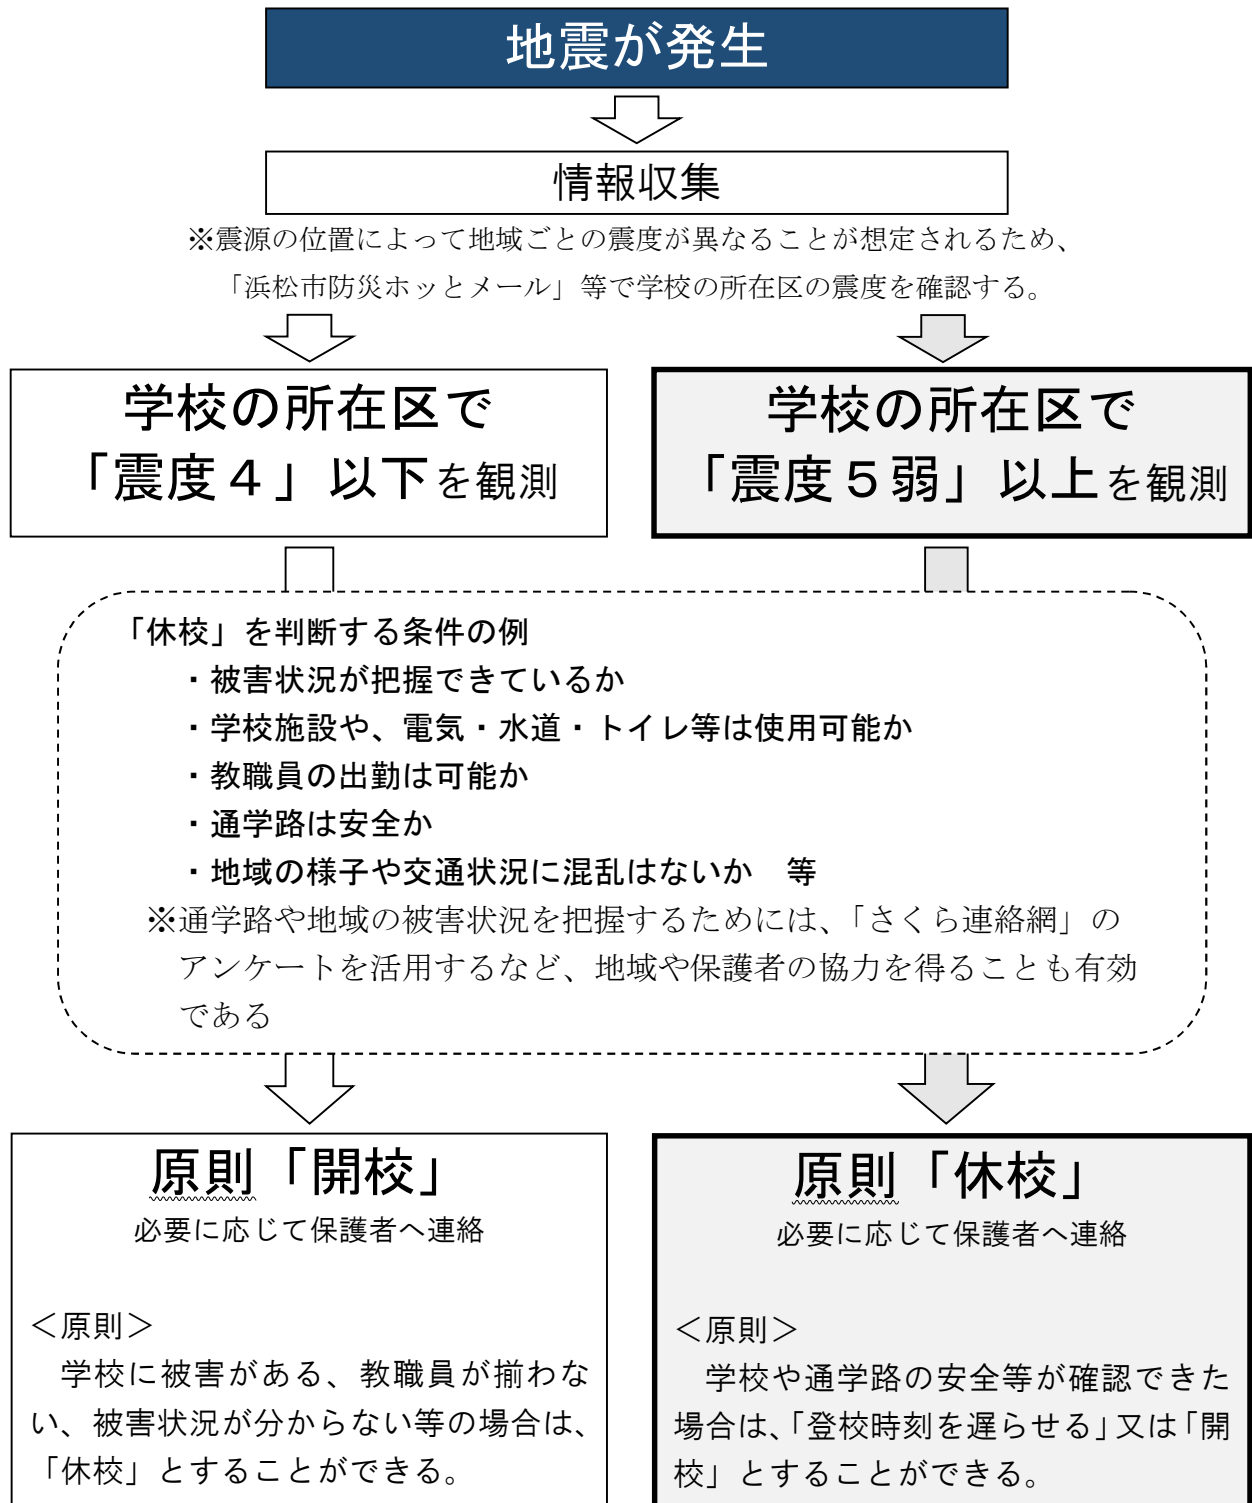 地震が発生
情報収集
※震源の位置によって地域ごとの震度が異なることが想定されるため、
「浜松市防災ホッとメール」等で学校の所在区の震度を確認する。
学校の所在区で
「震度４」以下を観測
学校の所在区で
「震度５弱」以上を観測
「休校」を判断する条件の例
・被害状況が把握できているか
・学校施設や、電気・水道・トイレ等は使用可能か
・教職員の出勤は可能か
・通学路は安全か
・地域の様子や交通状況に混乱はないか　等
※通学路や地域の被害状況を把握するためには、「さくら連絡網」の
アンケートを活用するなど、地域や保護者の協力を得ることも有効
である
原則「開校」
必要に応じて保護者へ連絡
＜原則＞
学校に被害がある、教職員が揃わな
い、被害状況が分からない等の場合は、
「休校」とすることができる。
原則「休校」
必要に応じて保護者へ連絡
＜原則＞
学校や通学路の安全等が確認できた
場合は、「登校時刻を遅らせる」又は「開
校」とすることができる。